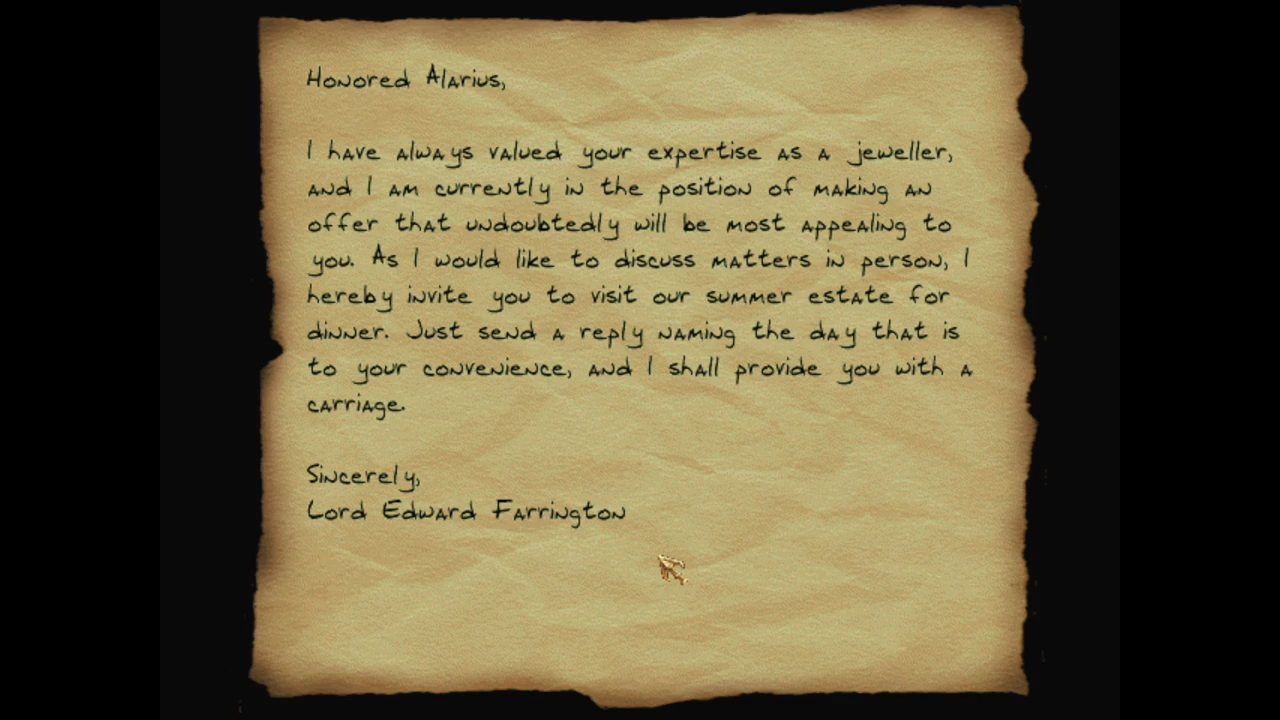 Honored Alarius,
I have always valued your expertise as a jeweller,
and I am currently in the position of making an
offer that undoubtedly will be most appealing to
you. As I would like to discuss matters in person, I
hereby invite you to visit our summer estate for
dinner. Just send a reply naming the day that is
to your convenience, and I shall provide you with a
carriage.
Sincerely,
Lord Edward Farrington